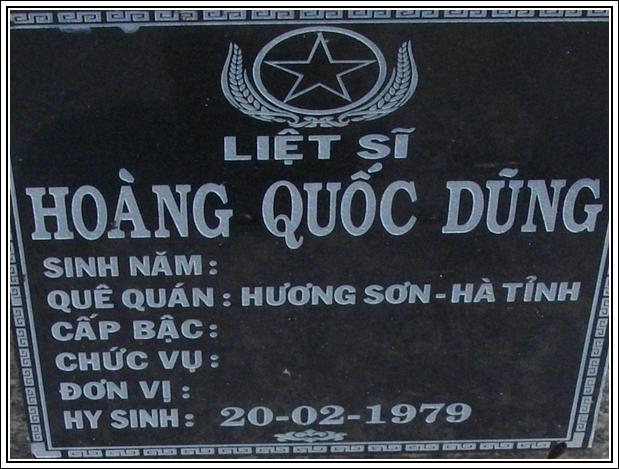 LIỆT SĨ
HOÀNG QUỐC DŨNG
SINH NĂM :
QUÊ QUÁN : HƯƠNG SƠN - HÀ TỈNH
CẤP BẬC :
CHỨC VỤ :
ĐƠN VỊ :
HY SINH : 20-02-1979